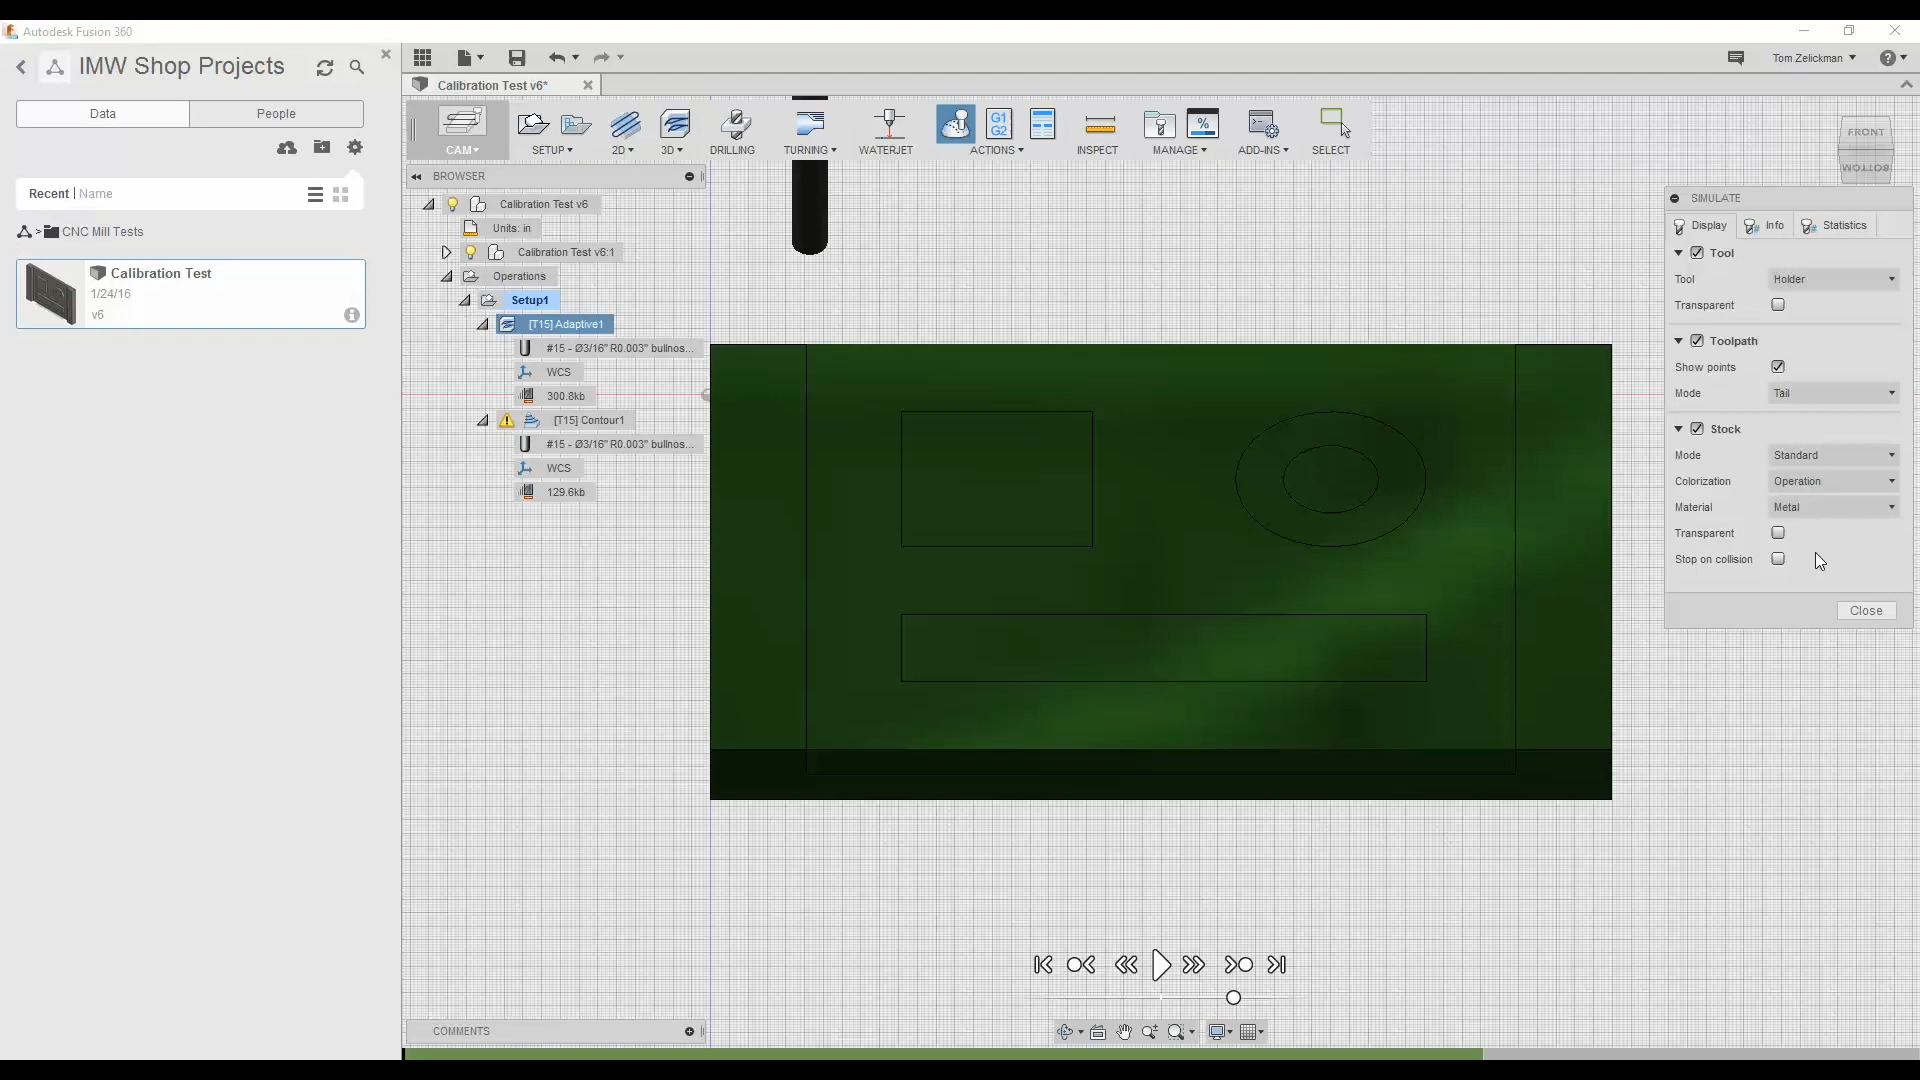 Autodesk Fusion 360
IMW Shop Projects
Data
People
Recent
Name
> CNC Mill Tests
Calibration Test
1/24/16
v6
Tom Zelickman
Calibration Test v6*
CAM
SETUP
2D
3D
DRILLING
TURNING
WATERJET
G1
G2
ACTIONS
INSPECT
%
MANAGE
ADD-INS
SELECT
BROWSER
Calibration Test v6
Units: in
Calibration Test v6:1
Operations
Setup1
[T15] Adaptive1
#15 - Ø3/16" R0.003" bullnos...
WCS
300.8kb
[T15] Contour1
#15 - Ø3/16" R0.003" bullnos...
WCS
129.6kb
FRONT
BOTTOM
SIMULATE
Display
Info
Statistics
Tool
Tool
Holder
Transparent
Toolpath
Show points
Mode
Tail
Stock
Mode
Standard
Colorization
Operation
Material
Metal
Transparent
Stop on collision
Close
COMMENTS